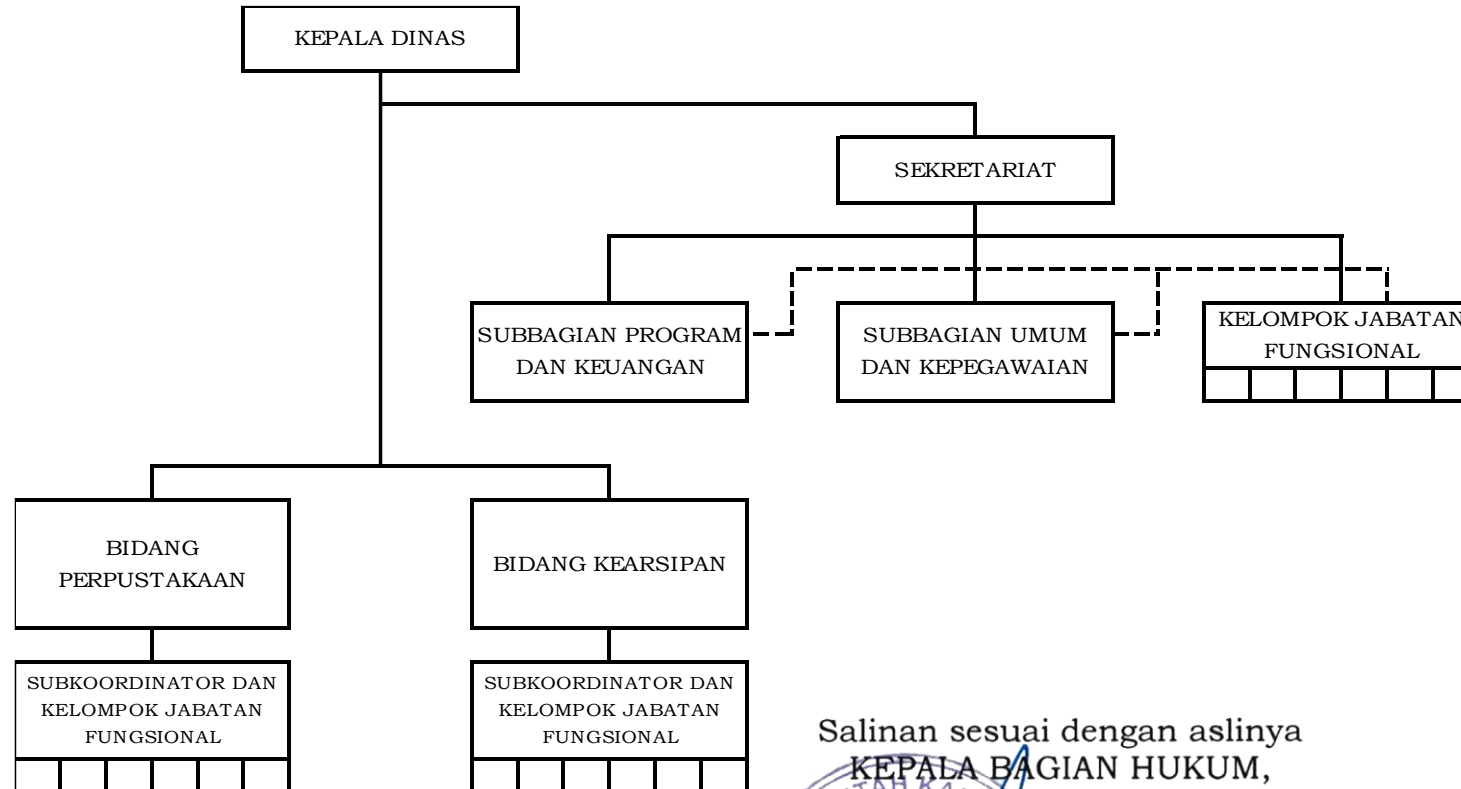 KEPALA DINAS
SEKRETARIAT
SUBBAGIAN PROGRAM
DAN KEUANGAN
SUBBAGIAN UMUM
DAN KEPEGAWAIAN
KELOMPOK JABATAN
FUNGSIONAL
BIDANG
PERPUSTAKAAN
BIDANG KEARSIPAN
SUBKOORDINATOR DAN
KELOMPOK JABATAN
FUNGSIONAL
SUBKOORDINATOR DAN
KELOMPOK JABATAN
FUNGSIONAL
Salinan sesuai dengan aslinya
KEPALA BAGIAN HUKUM,